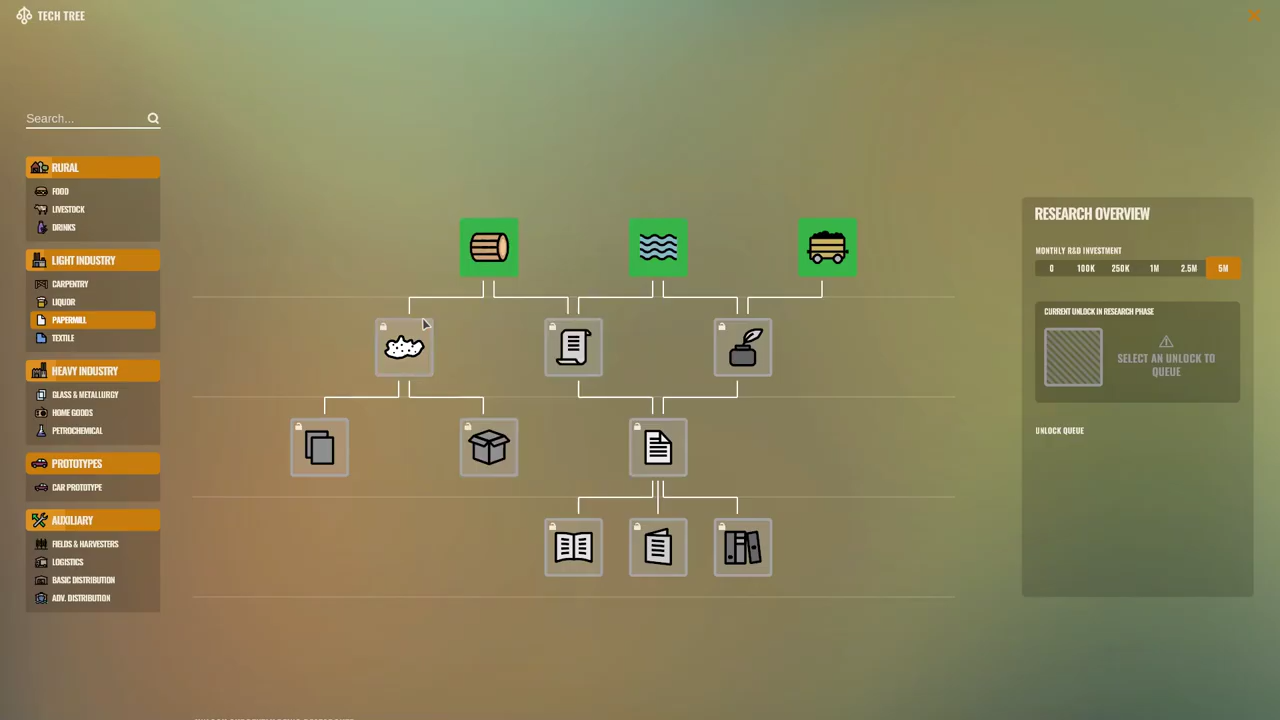 TECH TREE
Search...
RURAL
FOOD
LIVESTOCK
DRINKS
LIGHT INDUSTRY
CARPENTRY
LIQUOR
PAPERMILL
TEXTILE
HEAVY INDUSTRY
GLASS & METALLURGY
HOME GOODS
PETROCHEMICAL
PROTOTYPES
CAR PROTOTYPE
AUXILIARY
FIELDS & HARVESTERS
LOGISTICS
BASIC DISTRIBUTION
ADV. DISTRIBUTION
RESEARCH OVERVIEW
MONTHLY R&D INVESTMENT
0 100K 250K 1M 2.5M 5M
CURRENT UNLOCK IN RESEARCH PHASE
SELECT AN UNLOCK TO
QUEUE
UNLOCK QUEUE